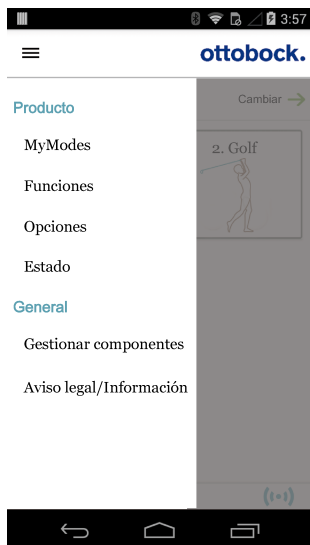 3:57
ottobock.
Producto
Cambiar
MyModes
2. Golf
Funciones
Opciones
Estado
General
Gestionar componentes
Aviso legal/Información